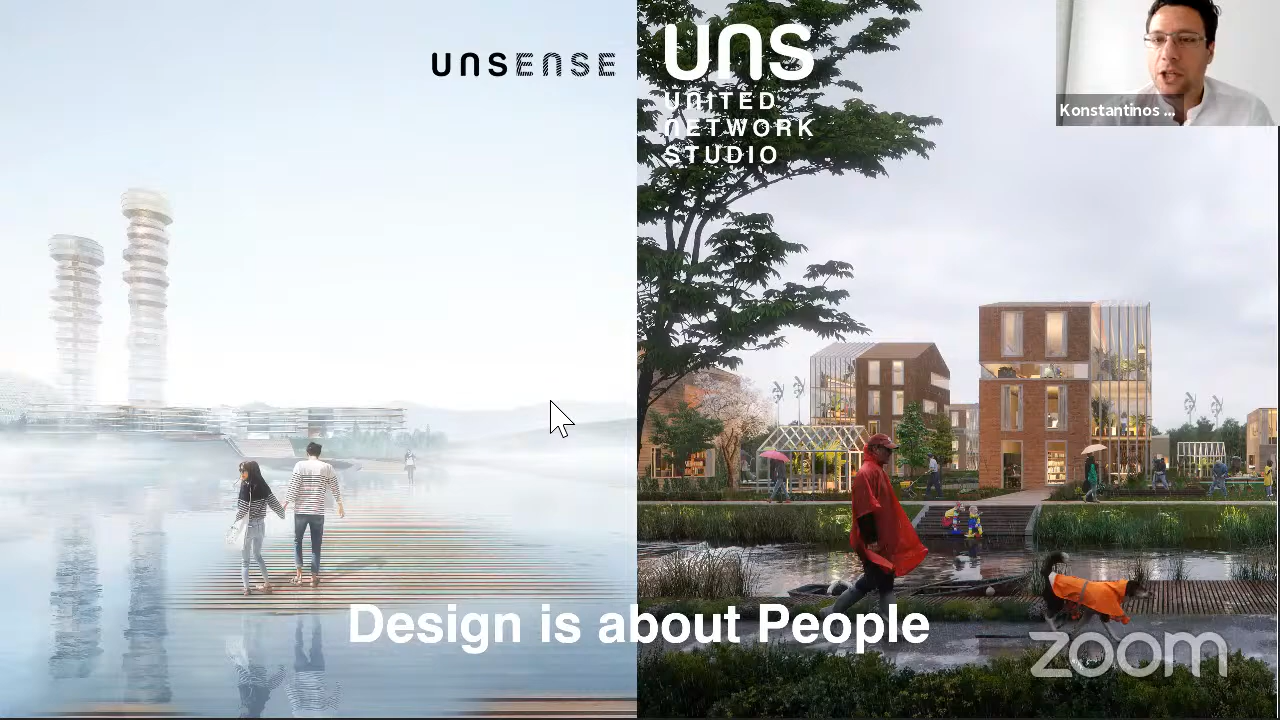 UNSENSE
UNS
UNITED
NETWORK
STUDIO
Konstantinos ...
Design is about People
zoom